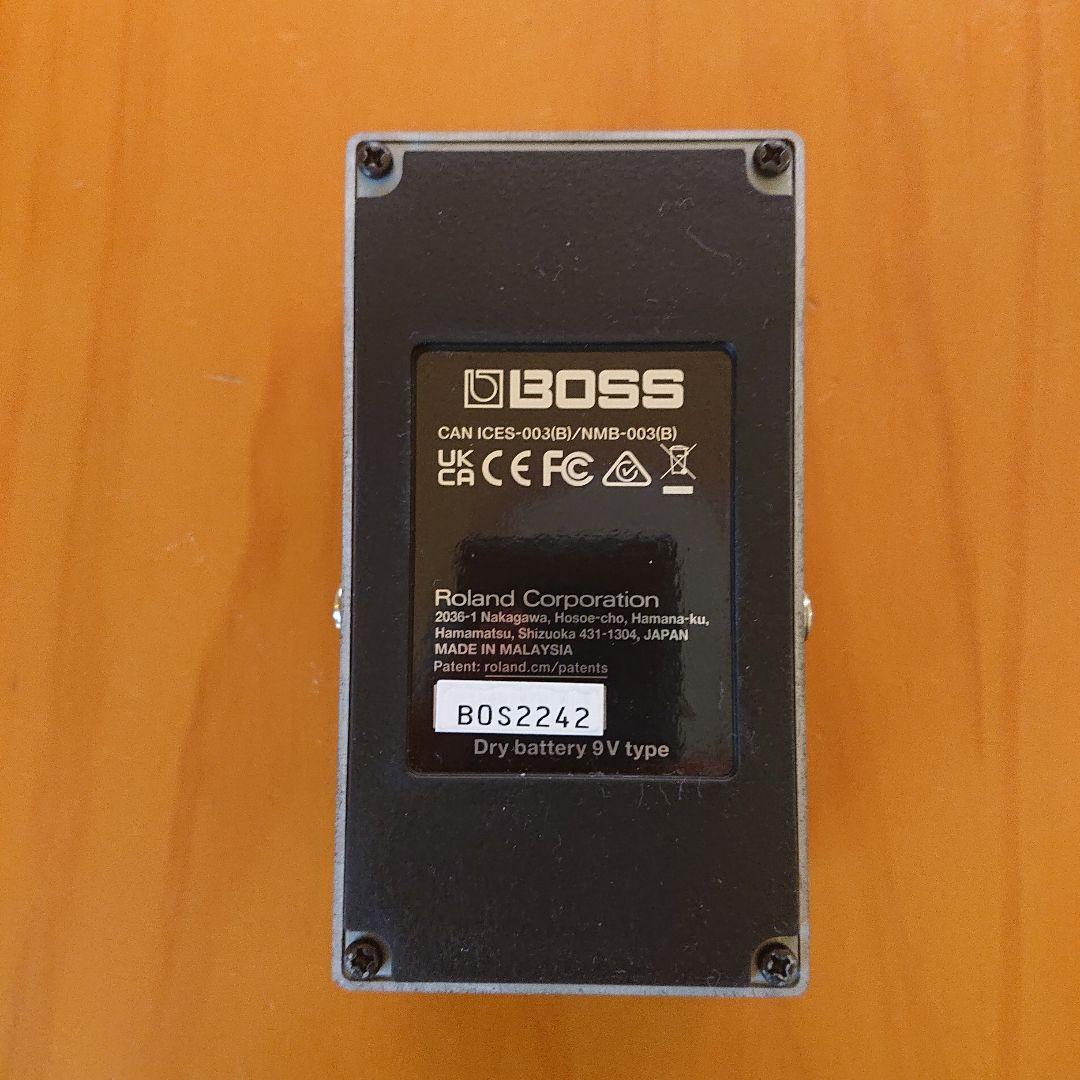 BOSS
CAN ICES-003(B)/NMB-003(B)
UK
CA CE FC
Roland Corporation
2036-1 Nakagawa, Hosoe-cho, Hamana-ku,
Hamamatsu, Shizuoka 431-1304, JAPAN
MADE IN MALAYSIA
Patent: roland.cm/patents
BOS2242
Dry battery 9V type